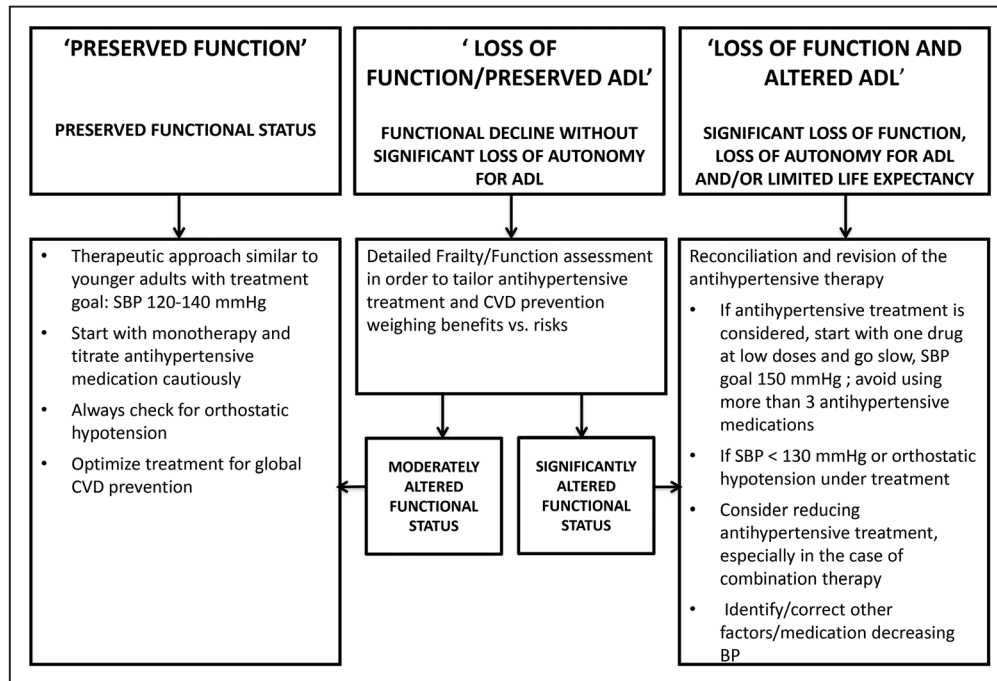 ‘PRESERVED FUNCTION’
PRESERVED FUNCTIONAL STATUS
‘ LOSS OF
FUNCTION/PRESERVED ADL’
FUNCTIONAL DECLINE WITHOUT
SIGNIFICANT LOSS OF AUTONOMY
FOR ADL
‘LOSS OF FUNCTION AND
ALTERED ADL’
SIGNIFICANT LOSS OF FUNCTION,
LOSS OF AUTONOMY FOR ADL
AND/OR LIMITED LIFE EXPECTANCY
• Therapeutic approach similar to
younger adults with treatment
goal: SBP 120-140 mmHg
• Start with monotherapy and
titrate antihypertensive
medication cautiously
• Always check for orthostatic
hypotension
• Optimize treatment for global
CVD prevention
Detailed Frailty/Function assessment
in order to tailor antihypertensive
treatment and CVD prevention
weighing benefits vs. risks
MODERATELY
ALTERED
FUNCTIONAL
STATUS
SIGNIFICANTLY
ALTERED
FUNCTIONAL
STATUS
Reconciliation and revision of the
antihypertensive therapy
• If antihypertensive treatment is
considered, start with one drug
at low doses and go slow, SBP
goal 150 mmHg ; avoid using
more than 3 antihypertensive
medications
• If SBP < 130 mmHg or orthostatic
hypotension under treatment
• Consider reducing
antihypertensive treatment,
especially in the case of
combination therapy
• Identify/correct other
factors/medication decreasing
BP